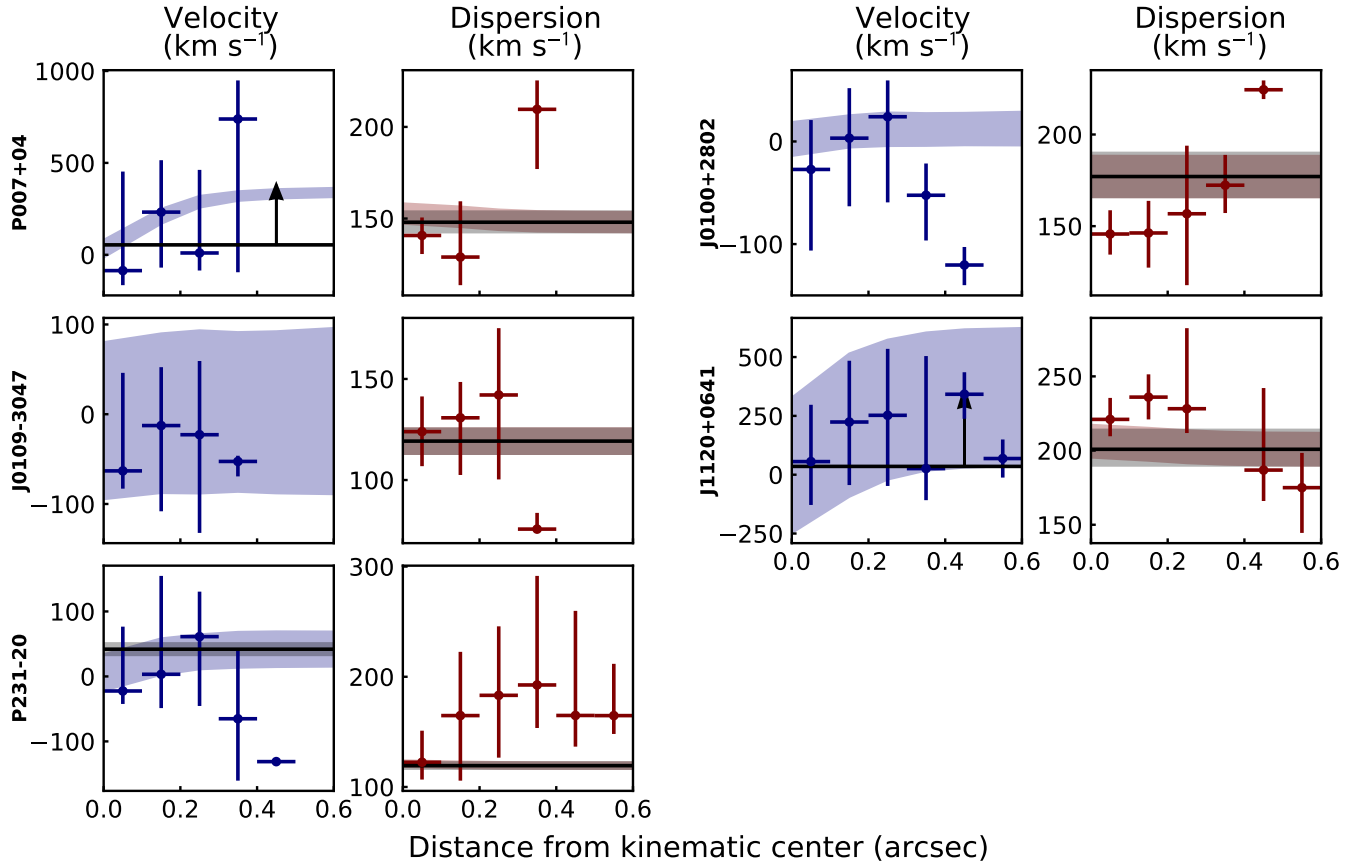 Velocity
(km s⁻¹)
Dispersion
(km s⁻¹)
Velocity
(km s⁻¹)
Dispersion
(km s⁻¹)
P007+04
1000
500
0
200
150
J0100+2802
0
−100
200
150
J0109-3047
100
0
−100
150
100
J1120+0641
500
250
0
−250
250
200
150
0.0 0.2 0.4 0.6
0.0 0.2 0.4 0.6
P231-20
100
0
−100
300
200
100
0.0 0.2 0.4 0.6
0.0 0.2 0.4 0.6
Distance from kinematic center (arcsec)